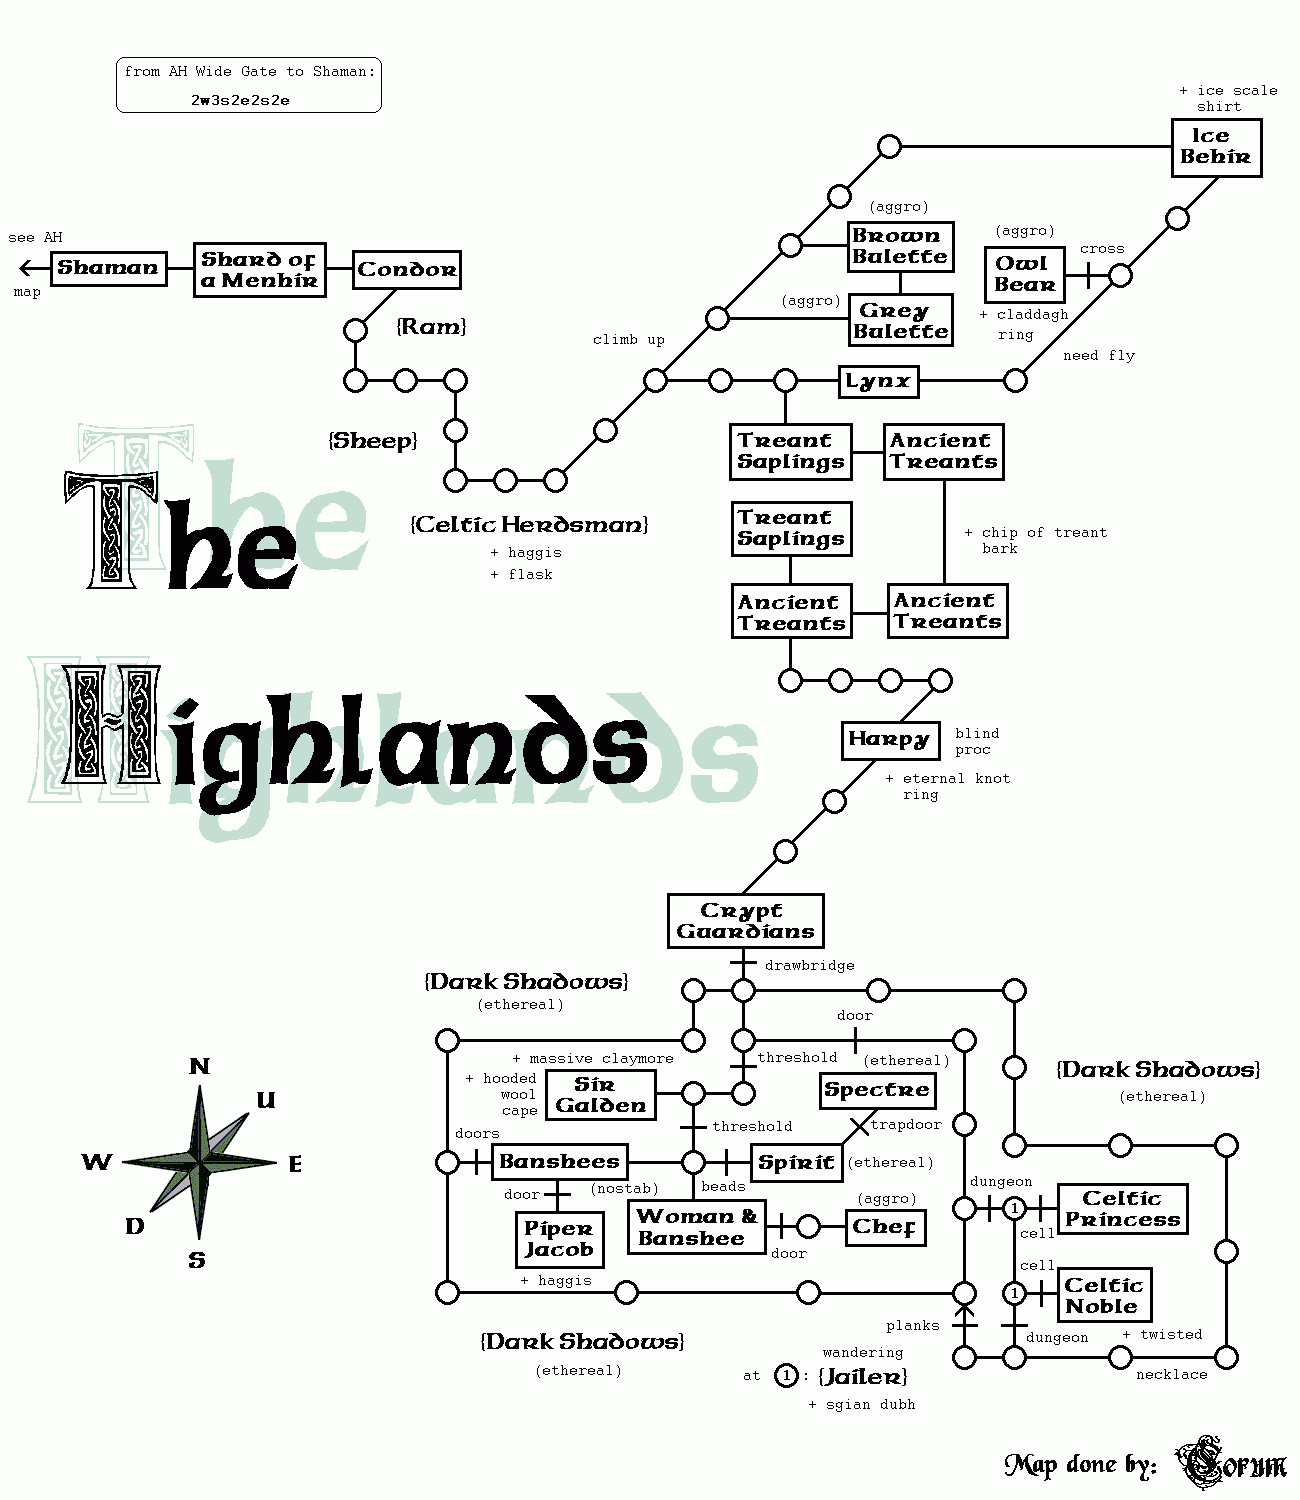 from AH Wide Gate to Shaman:
2w3s2e2s2e
+ ice scale
shirt
Ice
Behir
(aggro)
Brown
Bulette
(aggro)
Grey
Bulette
(aggro)
Owl
Bear
cross
+ claddagh
ring
need fly
see AH
map
Shaman
Shard of
a Menhir
Condor
{Ram}
climb up
Lynx
{Sheep}
Treant
Saplings
Ancient
Treants
{Celtic Herdsman}
+ haggis
+ flask
Treant
Saplings
+ chip of treant
bark
Ancient
Treants
Ancient
Treants
The
Highlands
Harpy
blind
proc
+ eternal knot
ring
Crypt
Guardians
drawbridge
{Dark Shadows}
(ethereal)
door
+ massive claymore
threshold
(ethereal)
+ hooded
wool
cape
Sir
Galden
Spectre
{Dark Shadows}
(ethereal)
doors
threshold
trapdoor
Banshees
Spirit
(ethereal)
door
(nostab)
beads
(aggro)
Piper
Jacob
Woman &
Banshee
door
Chef
+ haggis
dungeon
1
Celtic
Princess
cell
cell
1
Celtic
Noble
planks
dungeon
+ twisted
necklace
{Dark Shadows}
(ethereal)
wandering
at 1: {Jailer}
+ sgian dubh
N
U
W
E
D
S
Map done by: Corum